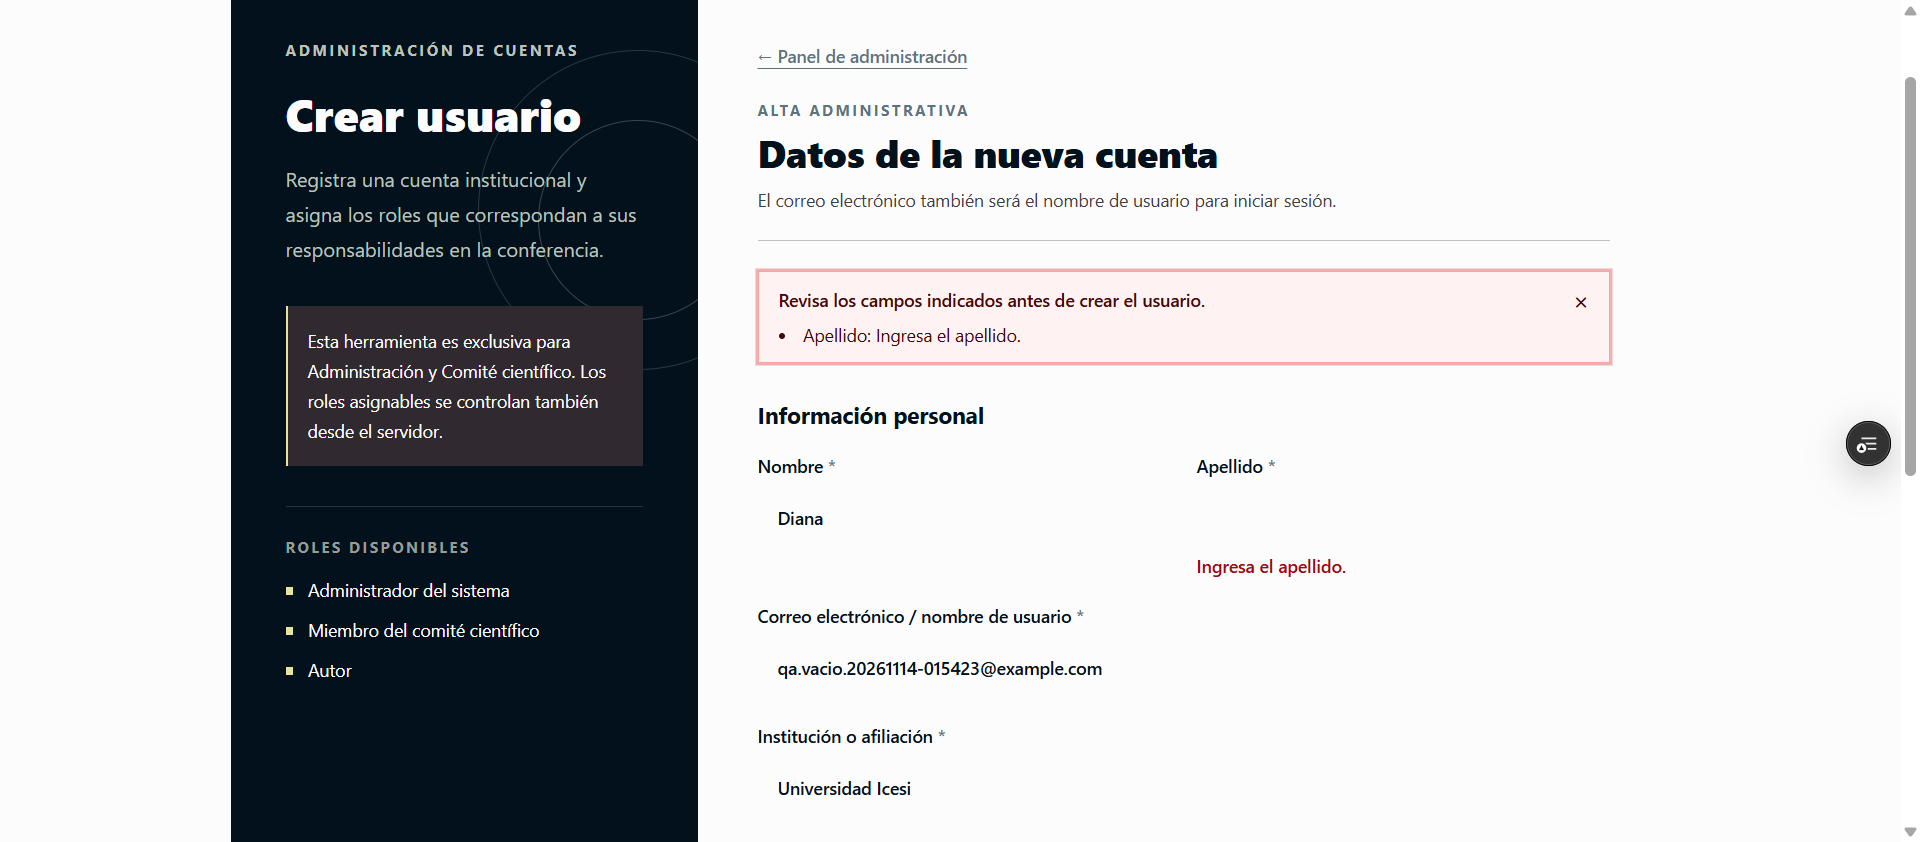 ADMINISTRACIÓN DE CUENTAS
Crear usuario
Registra una cuenta institucional y
asigna los roles que correspondan a sus
responsabilidades en la conferencia.
Esta herramienta es exclusiva para
Administración y Comité científico. Los
roles asignables se controlan también
desde el servidor.
ROLES DISPONIBLES
Administrador del sistema
Miembro del comité científico
Autor
← Panel de administración
ALTA ADMINISTRATIVA
Datos de la nueva cuenta
El correo electrónico también será el nombre de usuario para iniciar sesión.
Revisa los campos indicados antes de crear el usuario.
• Apellido: Ingresa el apellido.
Información personal
Nombre *
Diana
Apellido *
Ingresa el apellido.
Correo electrónico / nombre de usuario *
qa.vacio.20261114-015423@example.com
Institución o afiliación *
Universidad Icesi